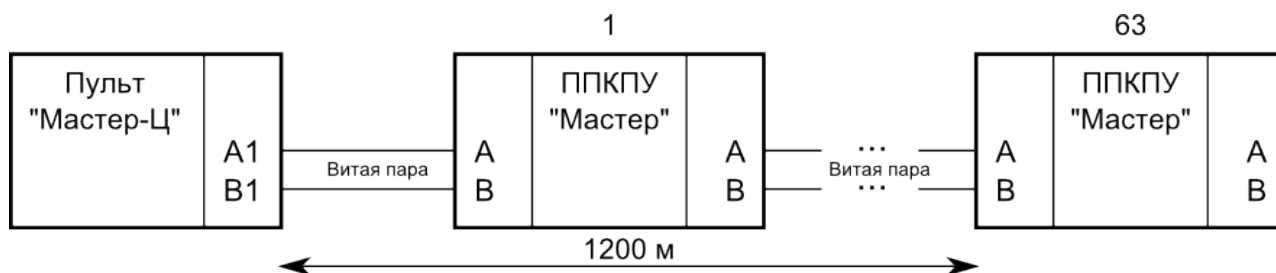 1
63
Пульт
"Мастер-Ц"
A1
B1
Витая пара
A
B
ППКПУ
"Мастер"
A
B
...
Витая пара
...
A
B
ППКПУ
"Мастер"
A
B
1200 м